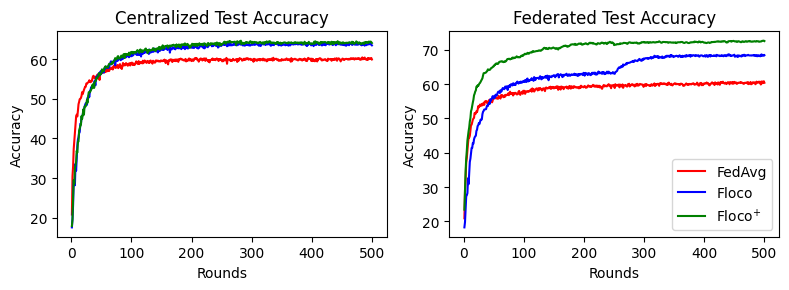 Centralized Test Accuracy
Accuracy
60
50
40
30
20
0
100
200
300
400
500
Rounds
Federated Test Accuracy
Accuracy
70
60
50
40
30
20
0
100
200
300
400
500
Rounds
FedAvg
Floco
Floco⁺